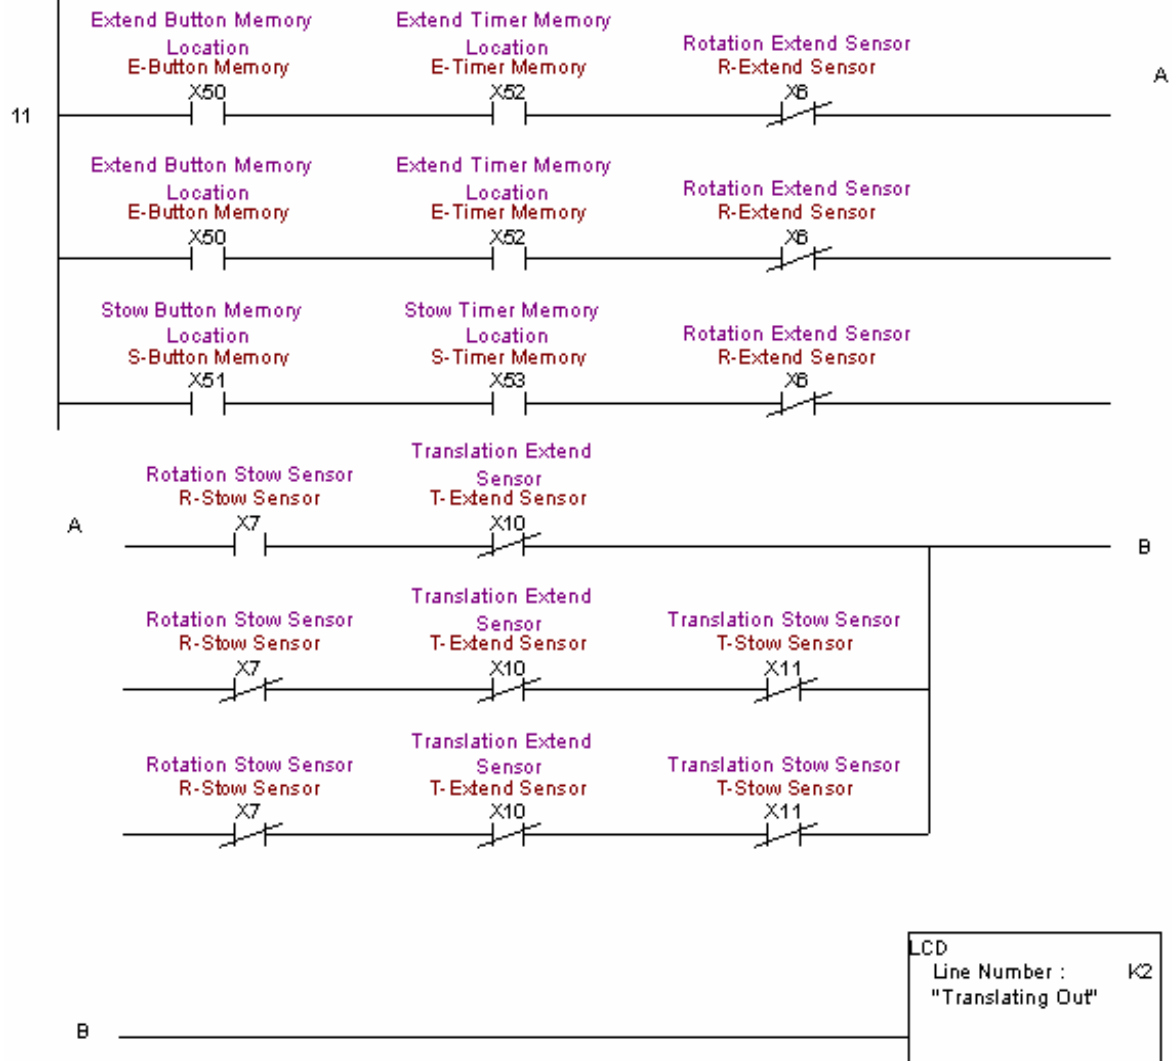 Extend Button Memory Extend Timer Memory
Location Location Rotation Extend Sensor
E-Button Memory E-Timer Memory R-Extend Sensor A
X50 X52 X6
11
Extend Button Memory Extend Timer Memory
Location Location Rotation Extend Sensor
E-Button Memory E-Timer Memory R-Extend Sensor
X50 X52 X6
Stow Button Memory Stow Timer Memory
Location Location Rotation Extend Sensor
S-Button Memory S-Timer Memory R-Extend Sensor
X51 X53 X6
Translation Extend
Rotation Stow Sensor Sensor
R-Stow Sensor T-Extend Sensor
A X7 X10
B
Translation Extend
Rotation Stow Sensor Sensor Translation Stow Sensor
R-Stow Sensor T-Extend Sensor T-Stow Sensor
X7 X10 X11
Translation Extend
Rotation Stow Sensor Sensor Translation Stow Sensor
R-Stow Sensor T-Extend Sensor T-Stow Sensor
X7 X10 X11
LCD
Line Number : K2
"Translating Out"
B